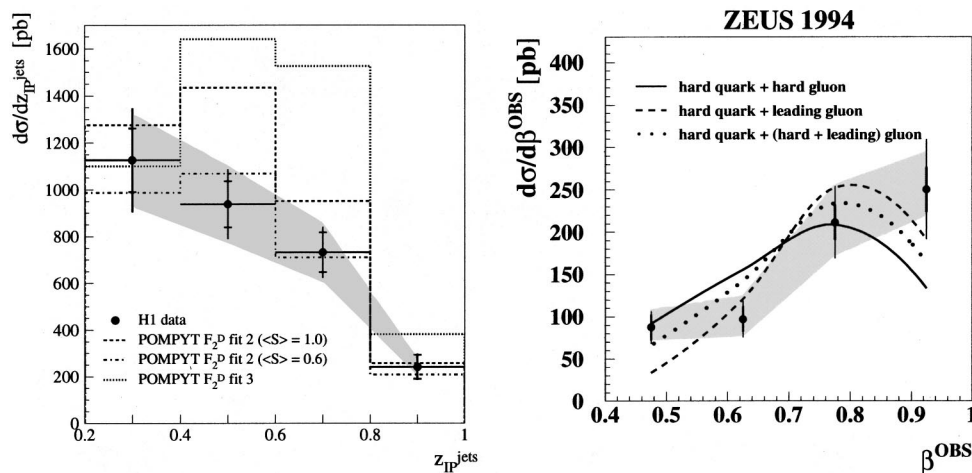 dσ/dz_IP^jets [pb]
1600
1400
1200
1000
800
600
400
200
0
H1 data
POMPYT F₂ᴰ fit 2 (<S> = 1.0)
POMPYT F₂ᴰ fit 2 (<S> = 0.6)
POMPYT F₂ᴰ fit 3
0.2 0.4 0.6 0.8 1
z_IP^jets
ZEUS 1994
dσ/dβ^OBS [pb]
400
350
300
250
200
150
100
50
0
hard quark + hard gluon
hard quark + leading gluon
hard quark + (hard + leading) gluon
0.4 0.5 0.6 0.7 0.8 0.9 1
β^OBS